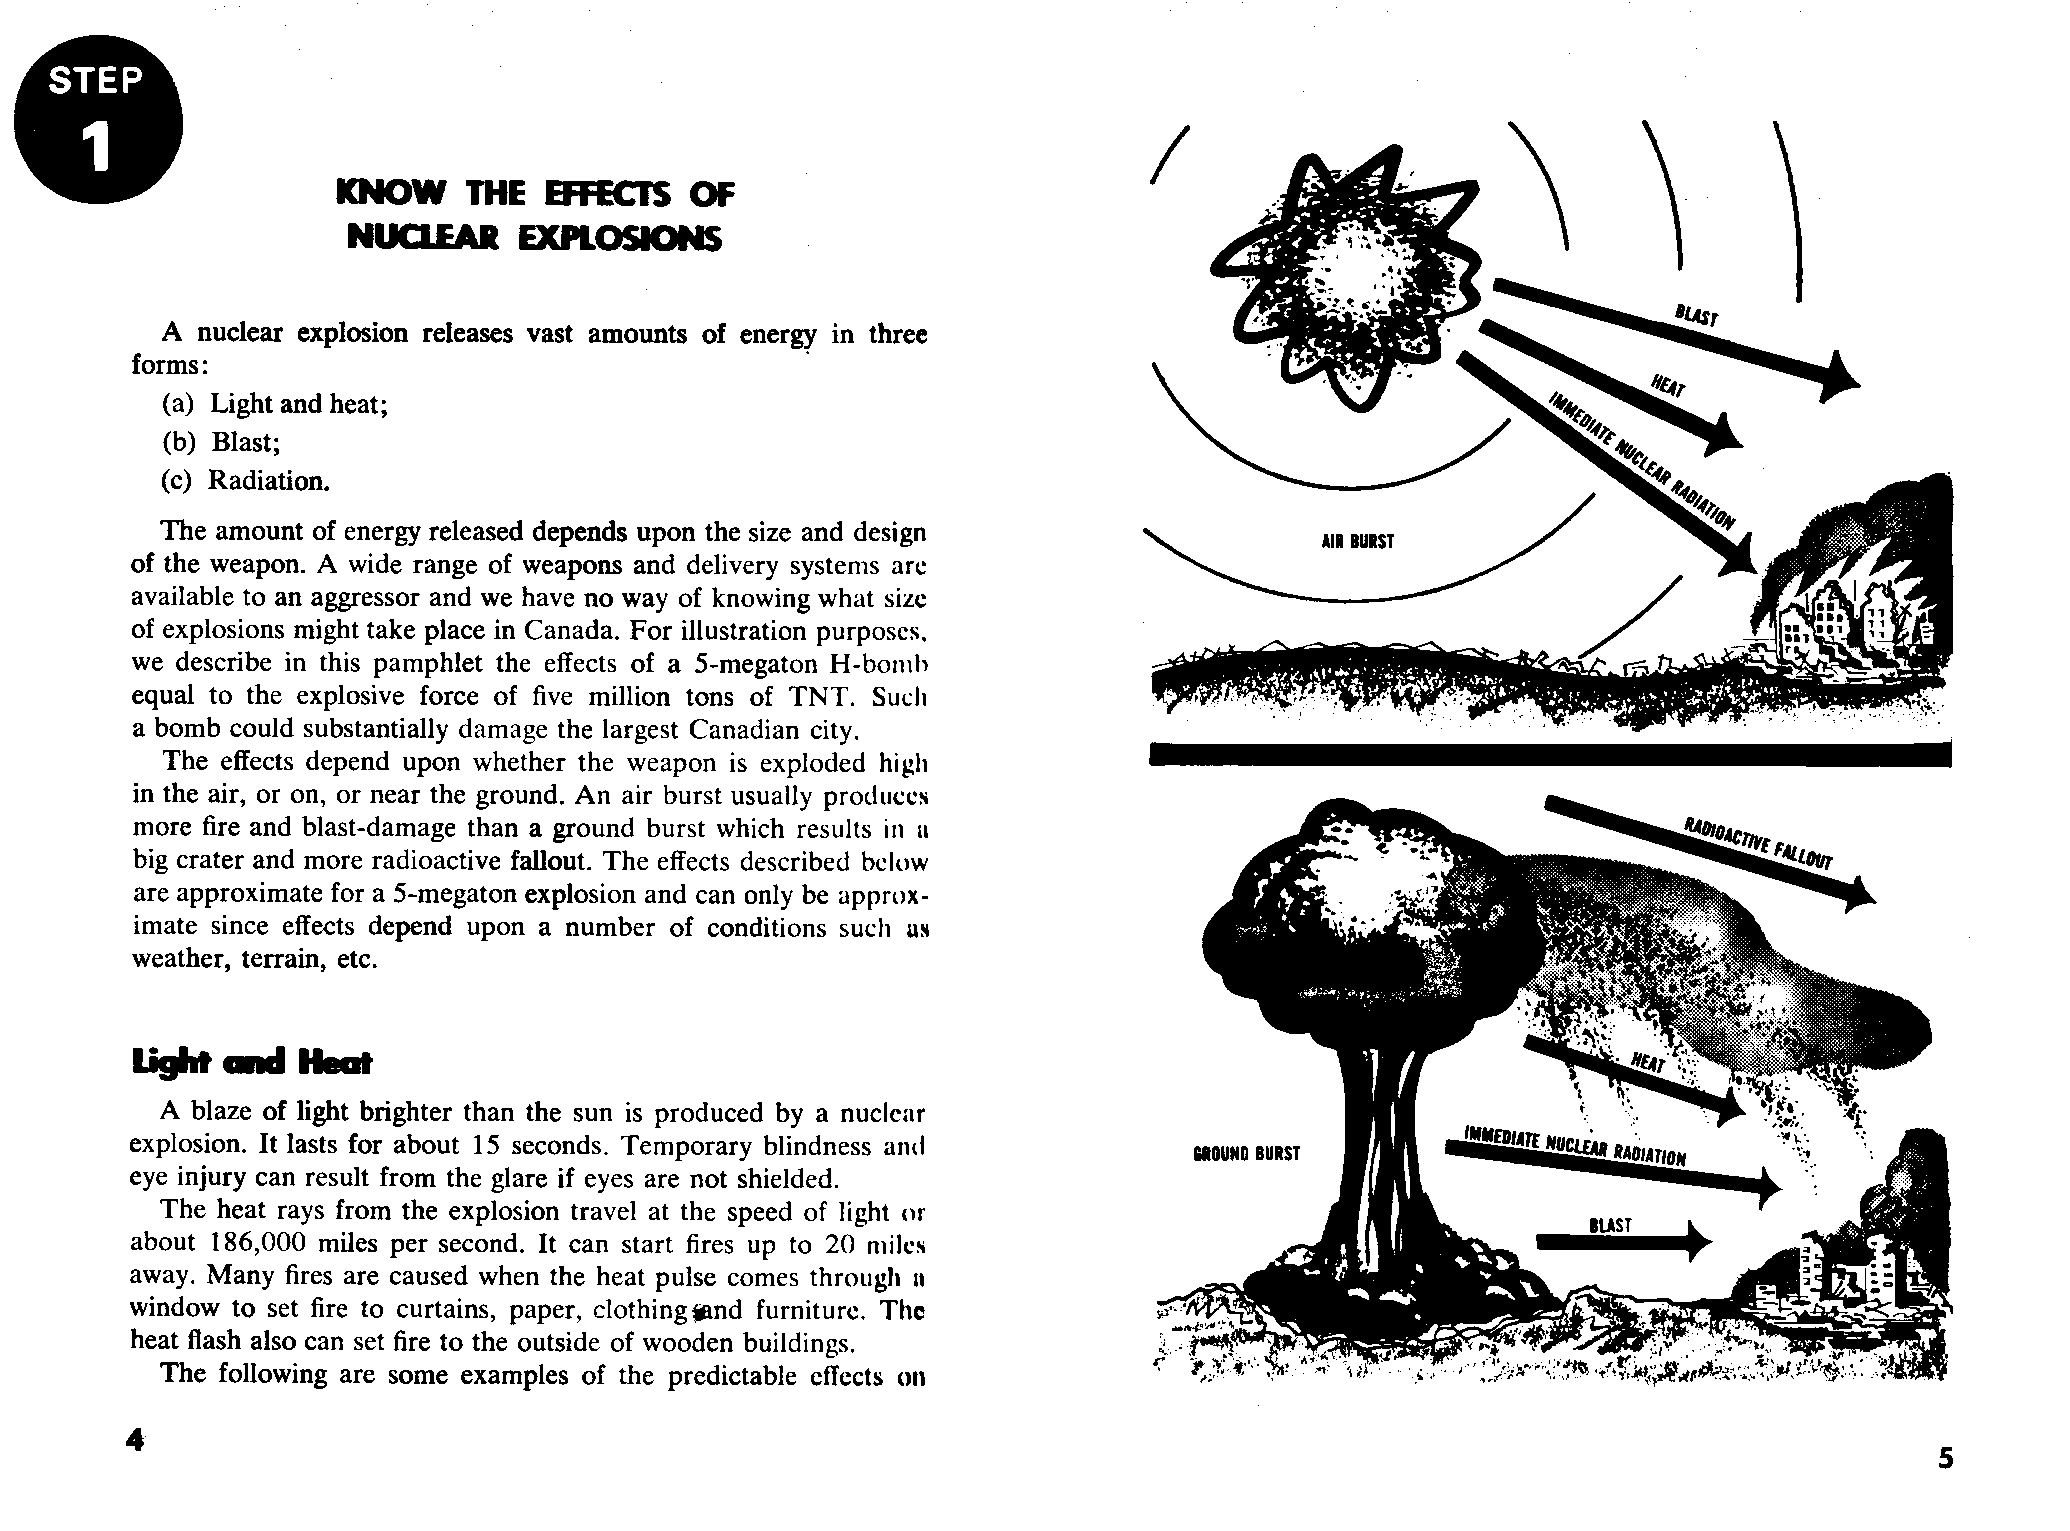 STEP
1
KNOW THE EFFECTS OF
NUCLEAR EXPLOSIONS
A nuclear explosion releases vast amounts of energy in three
forms:
(a) Light and heat;
(b) Blast;
(c) Radiation.
The amount of energy released depends upon the size and design
of the weapon. A wide range of weapons and delivery systems are
available to an aggressor and we have no way of knowing what size
of explosions might take place in Canada. For illustration purposes,
we describe in this pamphlet the effects of a 5-megaton H-bomb
equal to the explosive force of five million tons of TNT. Such
a bomb could substantially damage the largest Canadian city.
The effects depend upon whether the weapon is exploded high
in the air, or on, or near the ground. An air burst usually produces
more fire and blast-damage than a ground burst which results in a
big crater and more radioactive fallout. The effects described below
are approximate for a 5-megaton explosion and can only be approx-
imate since effects depend upon a number of conditions such as
weather, terrain, etc.
Light and Heat
A blaze of light brighter than the sun is produced by a nuclear
explosion. It lasts for about 15 seconds. Temporary blindness and
eye injury can result from the glare if eyes are not shielded.
The heat rays from the explosion travel at the speed of light or
about 186,000 miles per second. It can start fires up to 20 miles
away. Many fires are caused when the heat pulse comes through a
window to set fire to curtains, paper, clothing and furniture. The
heat flash also can set fire to the outside of wooden buildings.
The following are some examples of the predictable effects on
4
BLAST
HEAT
IMMEDIATE NUCLEAR RADIATION
AIR BURST
RADIOACTIVE FALLOUT
HEAT
IMMEDIATE NUCLEAR RADIATION
GROUND BURST
BLAST
5